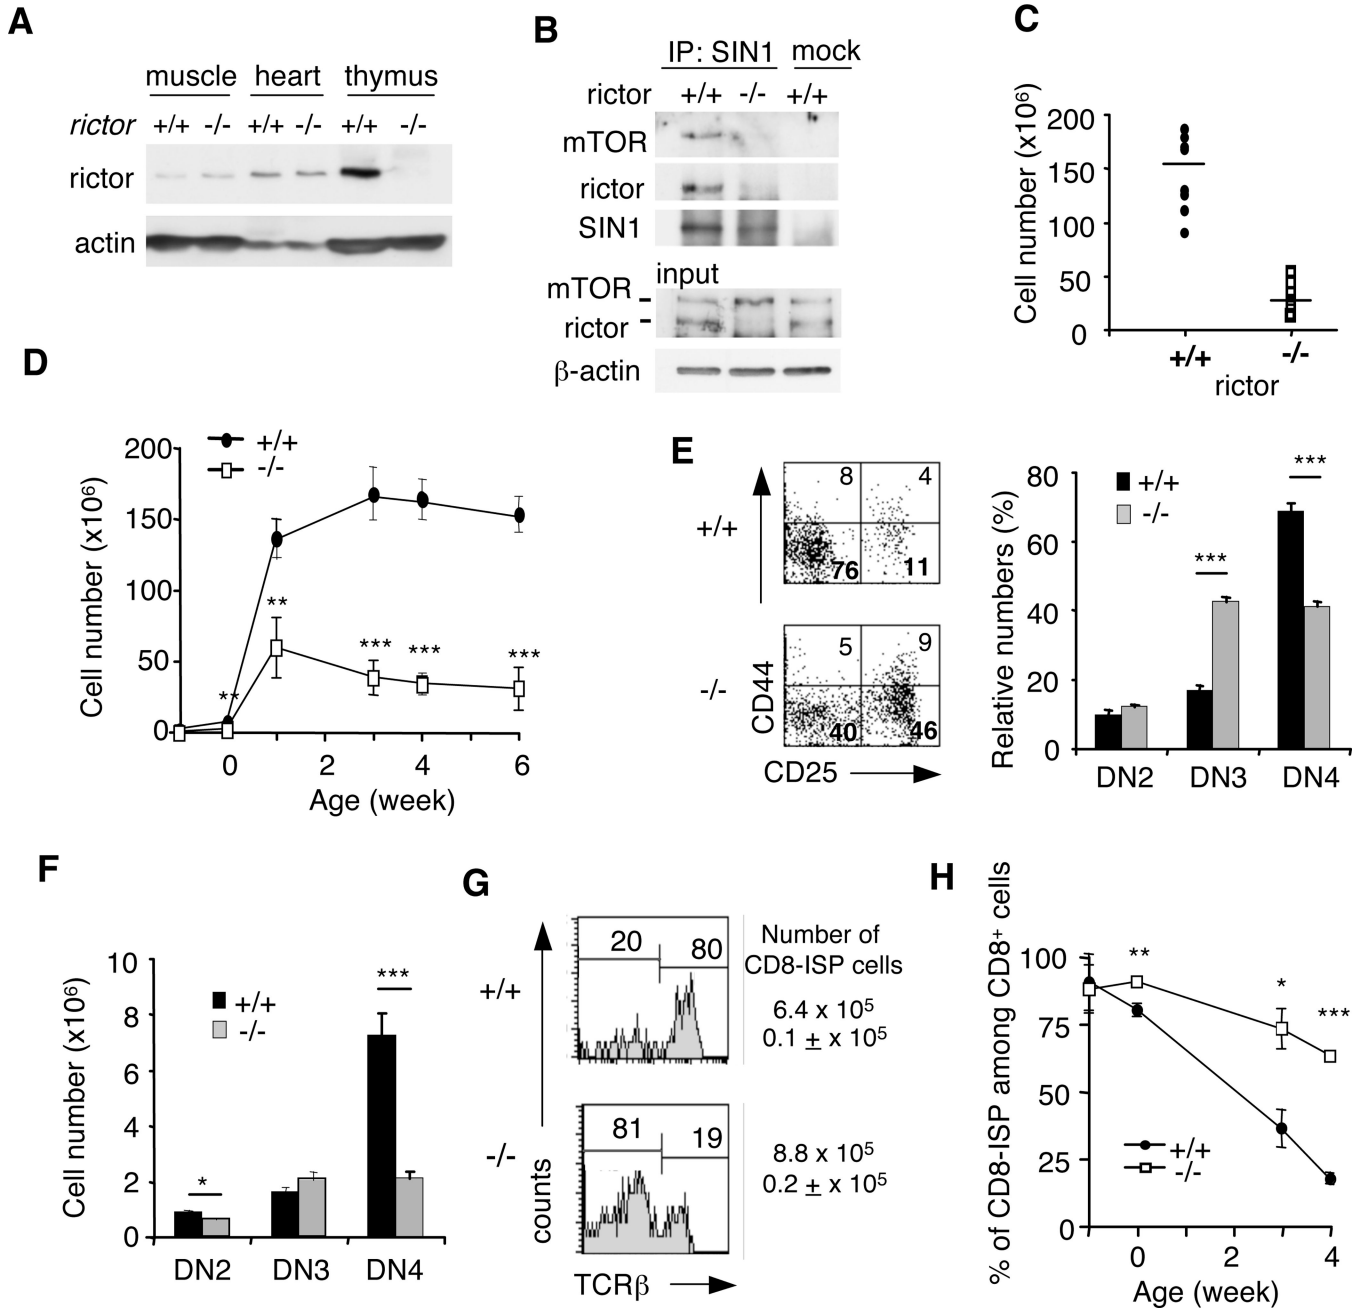 A
muscle heart thymus
rictor +/+ -/- +/+ -/- +/+ -/-
rictor
actin
B
IP: SIN1 mock
rictor +/+ -/- +/+
mTOR
rictor
SIN1
input
mTOR
rictor
β-actin
C
Cell number (x10⁶)
200
150
100
50
0
+/+ -/-
rictor
D
+/+
-/-
Cell number (x10⁶)
200
150
100
50
0
**
**
***
***
***
0 2 4 6
Age (week)
E
+/+
8 4
76 11
-/-
5 9
40 46
CD44
CD25
Relative numbers (%)
80
60
40
20
0
+/+
-/-
***
***
DN2 DN3 DN4
F
Cell number (x10⁶)
10
8
6
4
2
0
+/+
-/-
*
***
DN2 DN3 DN4
G
+/+
20 80
Number of
CD8-ISP cells
6.4 x 10⁵
0.1 ± x 10⁵
-/-
81 19
8.8 x 10⁵
0.2 ± x 10⁵
counts
TCRβ
H
% of CD8-ISP among CD8⁺ cells
100
75
50
25
0
**
*
***
+/+
-/-
0 2 4
Age (week)